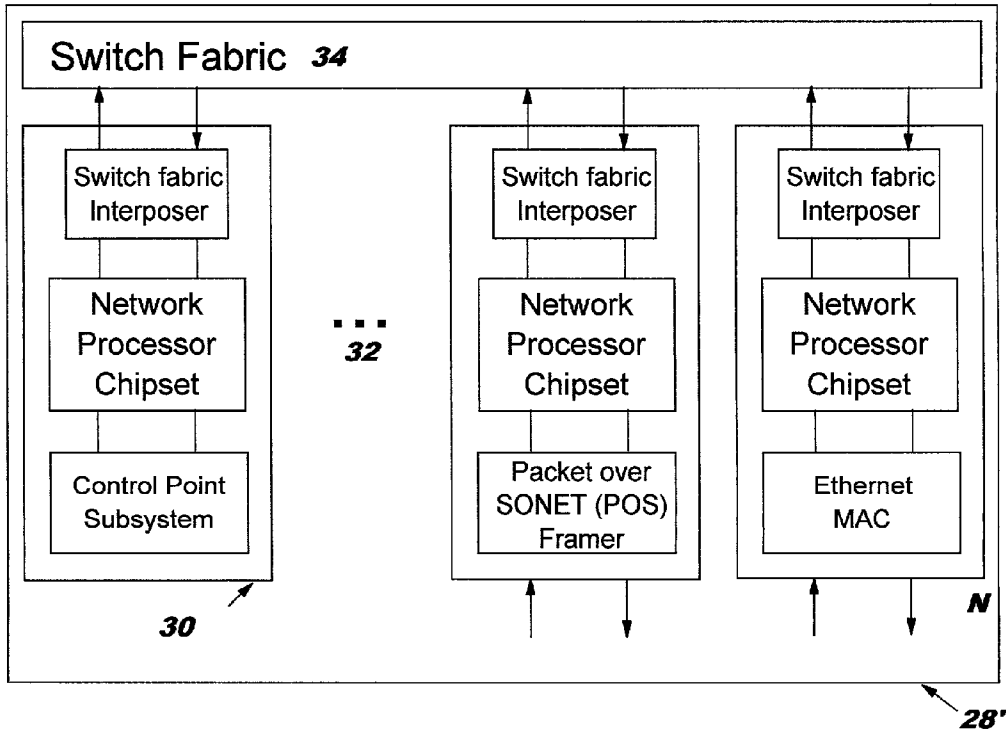 Switch Fabric 34
Switch fabric
Interposer
Network
Processor
Chipset
Control Point
Subsystem
30
...
32
Switch fabric
Interposer
Network
Processor
Chipset
Packet over
SONET (POS)
Framer
Switch fabric
Interposer
Network
Processor
Chipset
Ethernet
MAC
N
28'